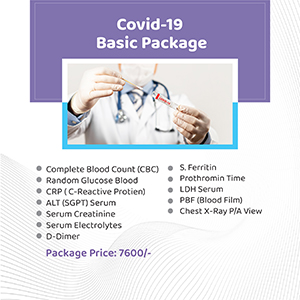 Covid-19
Basic Package
Complete Blood Count (CBC)
Random Glucose Blood
CRP ( C-Reactive Protien)
ALT (SGPT) Serum
Serum Creatinine
Serum Electrolytes
D-Dimer
S. Ferritin
Prothromin Time
LDH Serum
PBF (Blood Film)
Chest X-Ray P/A View
Package Price: 7600/-